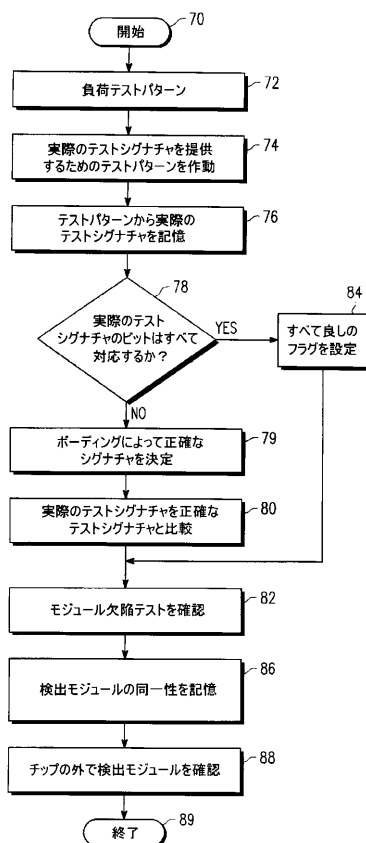 開始
70
負荷テストパターン
72
実際のテストシグナチャを提供
するためのテストパターンを作動
74
テストパターンから実際の
テストシグナチャを記憶
76
78
実際のテスト
シグナチャのビットはすべて
対応するか?
YES
84
すべて良しの
フラグを設定
NO
ボーディングによって正確な
シグナチャを決定
79
実際のテストシグナチャを正確な
テストシグナチャと比較
80
モジュール欠陥テストを確認
82
検出モジュールの同一性を記憶
86
チップの外で検出モジュールを確認
88
終了
89